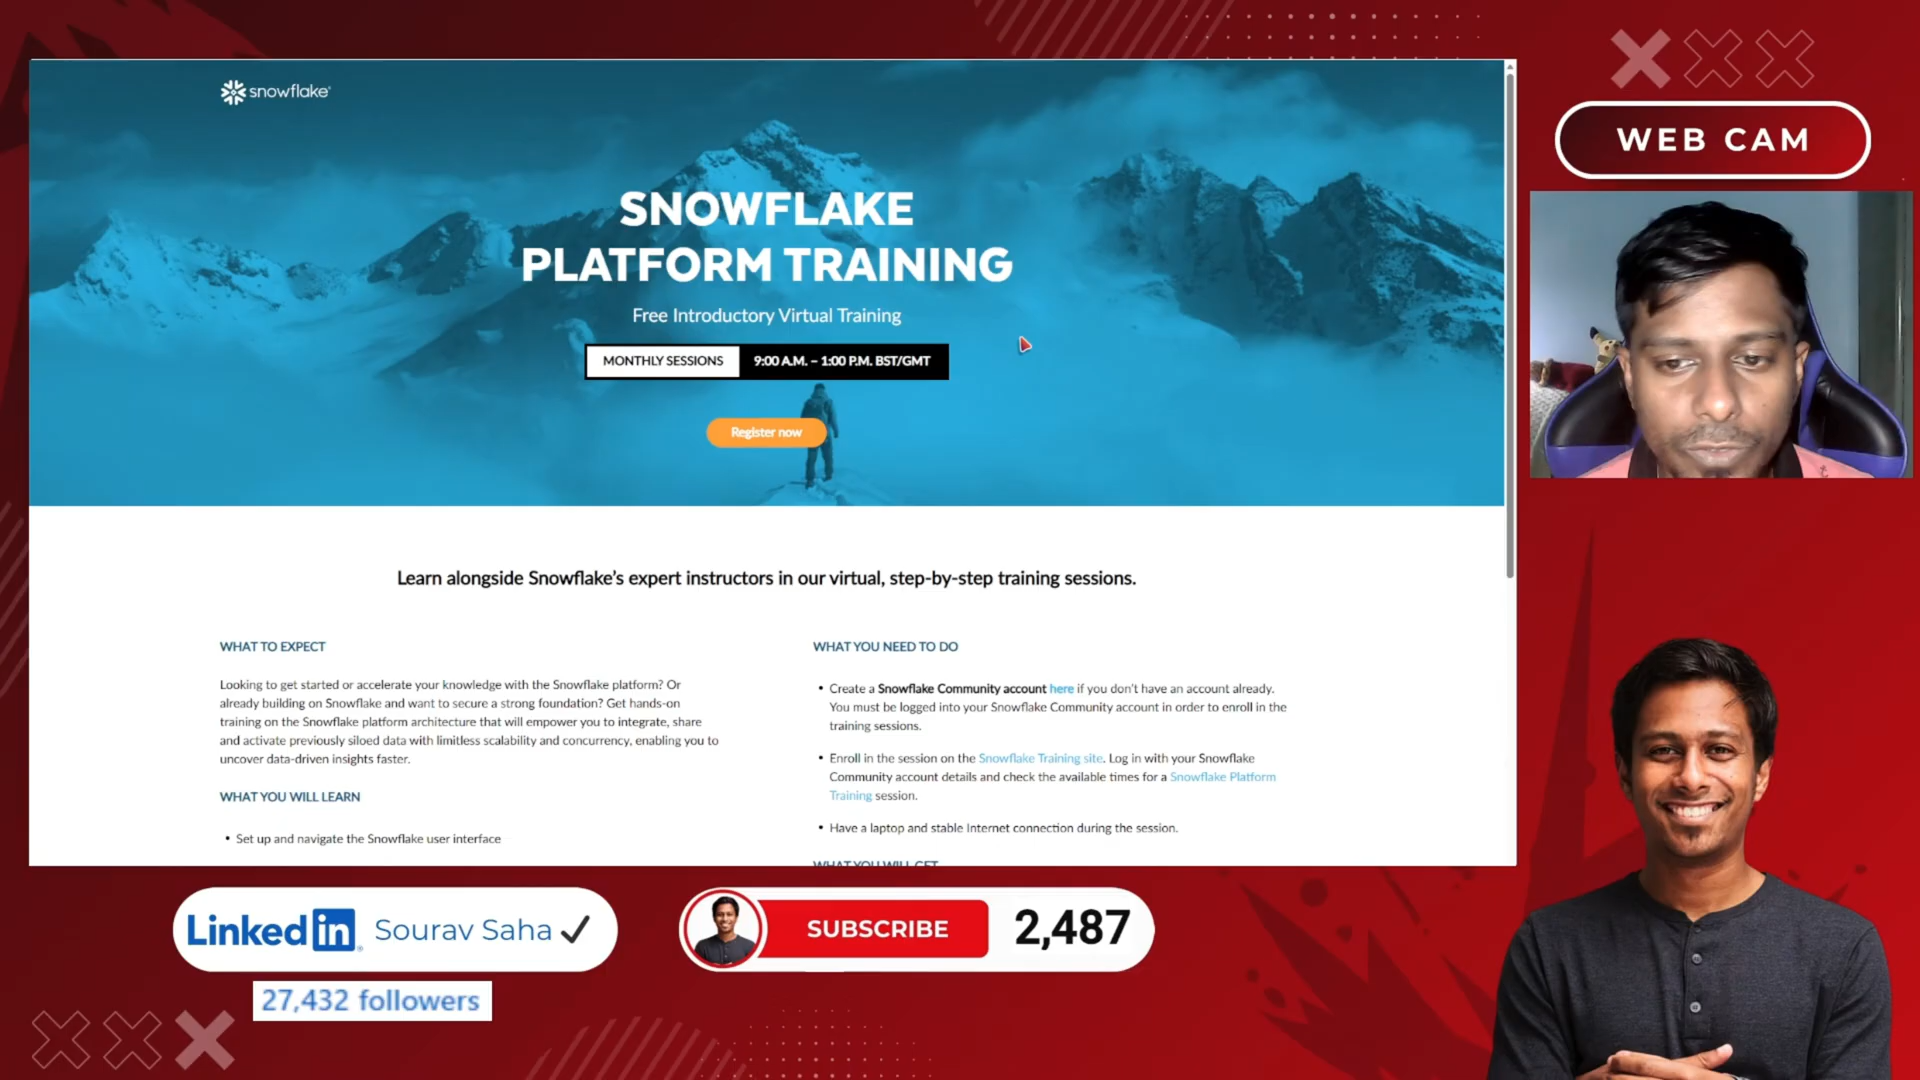 snowflake®
SNOWFLAKE
PLATFORM TRAINING
Free Introductory Virtual Training
MONTHLY SESSIONS 9:00 A.M. – 1:00 P.M. BST/GMT
Register now
Learn alongside Snowflake's expert instructors in our virtual, step-by-step training sessions.
WHAT TO EXPECT
Looking to get started or accelerate your knowledge with the Snowflake platform? Or
already building on Snowflake and want to secure a strong foundation? Get hands-on
training on the Snowflake platform architecture that will empower you to integrate, share
and activate previously siloed data with limitless scalability and concurrency, enabling you to
uncover data-driven insights faster.
WHAT YOU WILL LEARN
• Set up and navigate the Snowflake user interface
WHAT YOU NEED TO DO
• Create a Snowflake Community account here if you don't have an account already.
You must be logged into your Snowflake Community account in order to enroll in the
training sessions.
• Enroll in the session on the Snowflake Training site. Log in with your Snowflake
Community account details and check the available times for a Snowflake Platform
Training session.
• Have a laptop and stable Internet connection during the session.
WHAT YOU WILL GET
WEB CAM
Linked in Sourav Saha
27,432 followers
SUBSCRIBE 2,487